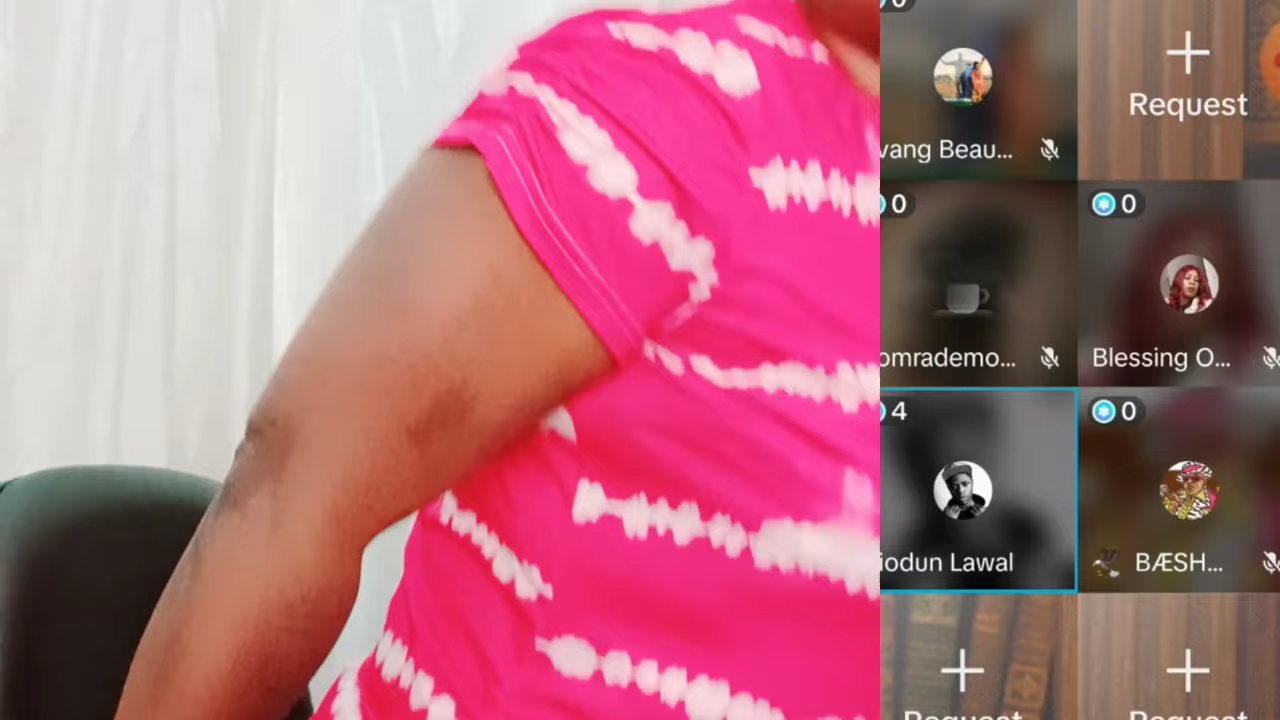 0
Request
vang Beau...
0
0
omrademo...
Blessing O...
4
0
iodun Lawal
BÆSH...
Request
Request